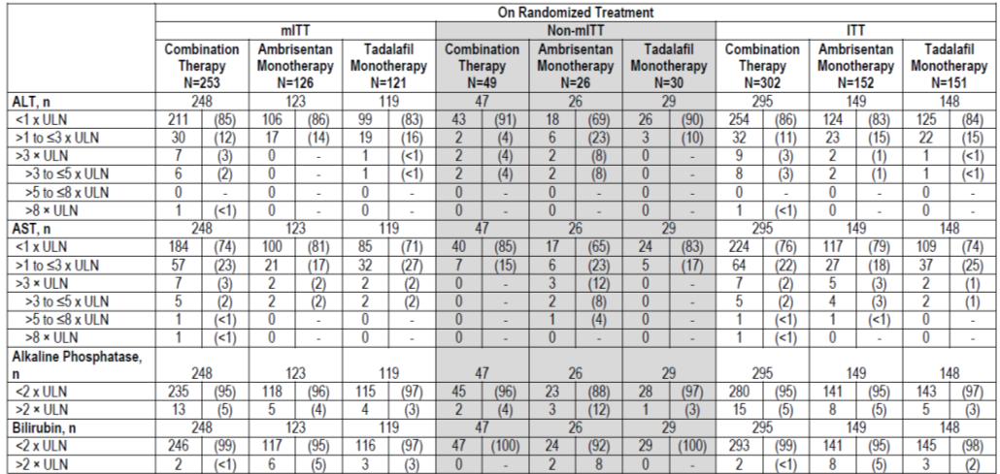 On Randomized Treatment
mITT Non-mITT ITT
Combination Therapy N=253 Ambrisentan Monotherapy N=126 Tadalafil Monotherapy N=121 Combination Therapy N=49 Ambrisentan Monotherapy N=26 Tadalafil Monotherapy N=30 Combination Therapy N=302 Ambrisentan Monotherapy N=152 Tadalafil Monotherapy N=151
ALT, n 248 123 119 47 26 29 295 149 148
<1 x ULN 211 (85) 106 (86) 99 (83) 43 (91) 18 (69) 26 (90) 254 (86) 124 (83) 125 (84)
>1 to ≤3 x ULN 30 (12) 17 (14) 19 (16) 2 (4) 6 (23) 3 (10) 32 (11) 23 (15) 22 (15)
>3 × ULN 7 (3) 0 - 1 (<1) 2 (4) 2 (8) 0 - 9 (3) 2 (1) 1 (<1)
>3 to ≤5 x ULN 6 (2) 0 - 1 (<1) 2 (4) 2 (8) 0 - 8 (3) 2 (1) 1 (<1)
>5 to ≤8 x ULN 0 - 0 - 0 - 0 - 0 - 0 - 0 - 0 - 0 -
>8 × ULN 1 (<1) 0 - 0 - 0 - 0 - 0 - 1 (<1) 0 - 0 -
AST, n 248 123 119 47 26 29 295 149 148
<1 x ULN 184 (74) 100 (81) 85 (71) 40 (85) 17 (65) 24 (83) 224 (76) 117 (79) 109 (74)
>1 to ≤3 x ULN 57 (23) 21 (17) 32 (27) 7 (15) 6 (23) 5 (17) 64 (22) 27 (18) 37 (25)
>3 × ULN 7 (3) 2 (2) 2 (2) 0 - 3 (12) 0 - 7 (2) 5 (3) 2 (1)
>3 to ≤5 x ULN 5 (2) 2 (2) 2 (2) 0 - 2 (8) 0 - 5 (2) 4 (3) 2 (1)
>5 to ≤8 x ULN 1 (<1) 0 - 0 - 0 - 1 (4) 0 - 1 (<1) 1 (<1) 0 -
>8 × ULN 1 (<1) 0 - 0 - 0 - 0 - 0 - 1 (<1) 0 - 0 -
Alkaline Phosphatase,
n 248 123 119 47 26 29 295 149 148
<2 x ULN 235 (95) 118 (96) 115 (97) 45 (96) 23 (88) 28 (97) 280 (95) 141 (95) 143 (97)
>2 × ULN 13 (5) 5 (4) 4 (3) 2 (4) 3 (12) 1 (3) 15 (5) 8 (5) 5 (3)
Bilirubin, n 248 123 119 47 26 29 295 149 148
<2 x ULN 246 (99) 117 (95) 116 (97) 47 (100) 24 (92) 29 (100) 293 (99) 141 (95) 145 (98)
>2 × ULN 2 (<1) 6 (5) 3 (3) 0 - 2 8 0 - 2 (<1) 8 (5) 3 (2)